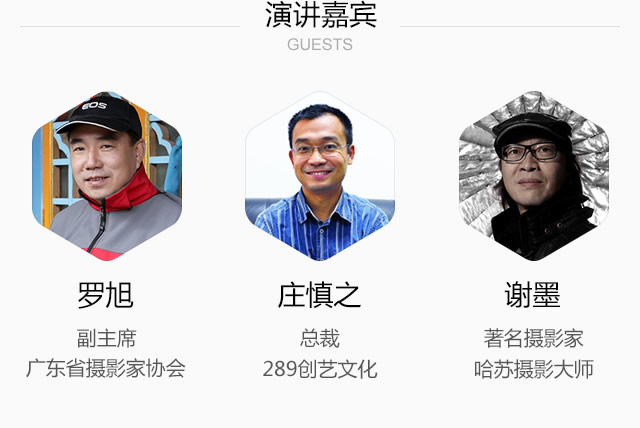 演讲嘉宾
GUESTS
EOS
罗旭
庄慎之
谢墨
副主席
总裁
著名摄影家
广东省摄影家协会
289创艺文化
哈苏摄影大师